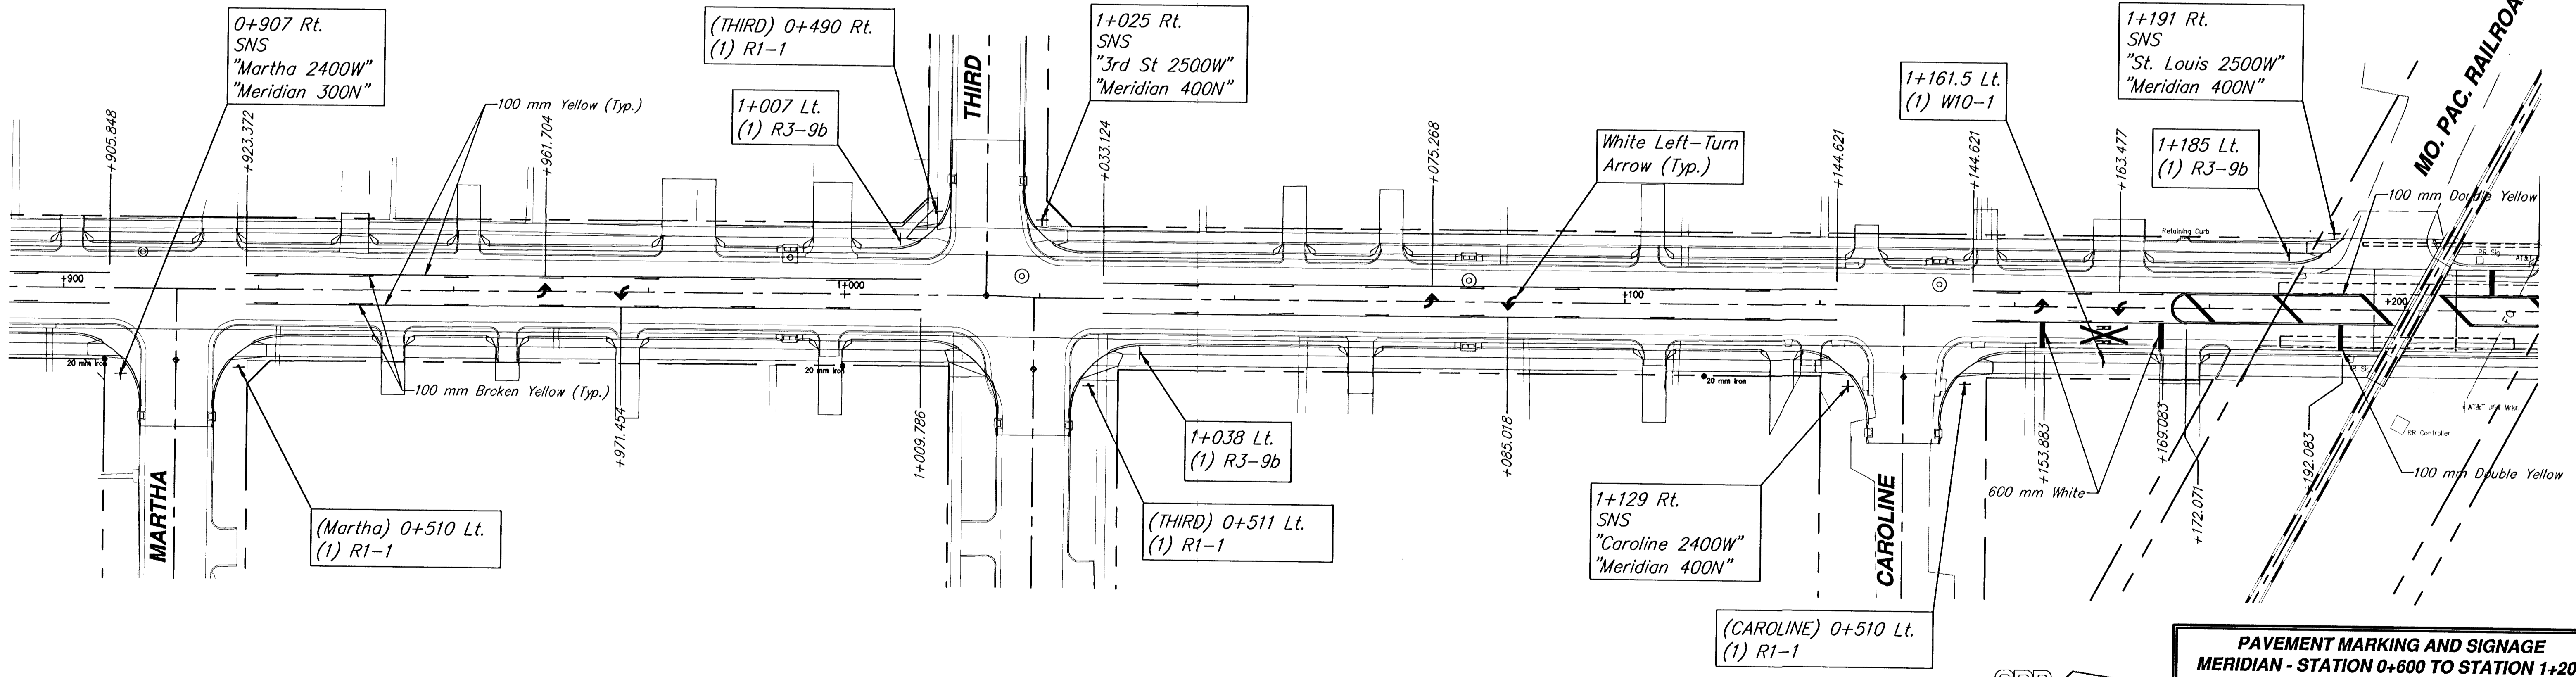 0+907 Rt.
SNS
"Martha 2400W"
"Meridian 300N"
(THIRD) 0+490 Rt.
(1) R1-1
1+007 Lt.
(1) R3-9b
THIRD
1+025 Rt.
SNS
"3rd St 2500W"
"Meridian 400N"
White Left-Turn
Arrow (Typ.)
1+161.5 Lt.
(1) W10-1
1+191 Rt.
SNS
"St. Louis 2500W"
"Meridian 400N"
1+185 Lt.
(1) R3-9b
MO. PAC. RAILROAD
100 mm Yellow (Typ.)
+905.848
+923.372
+961.704
+033.124
+075.268
+144.621
+144.621
+163.477
100 mm Double Yellow
Retaining Curb
RR Sig
AT&T
+900
1+000
+100
+200
20 mm Iron
20 mm Iron
20 mm Iron
100 mm Broken Yellow (Typ.)
+971.454
1+009.786
+085.018
+153.883
+169.083
+172.071
+192.083
600 mm White
RR Controller
100 mm Double Yellow
1+038 Lt.
(1) R3-9b
(THIRD) 0+511 Lt.
(1) R1-1
MARTHA
(Martha) 0+510 Lt.
(1) R1-1
1+129 Rt.
SNS
"Caroline 2400W"
"Meridian 400N"
CAROLINE
(CAROLINE) 0+510 Lt.
(1) R1-1
PAVEMENT MARKING AND SIGNAGE
MERIDIAN - STATION 0+600 TO STATION 1+20